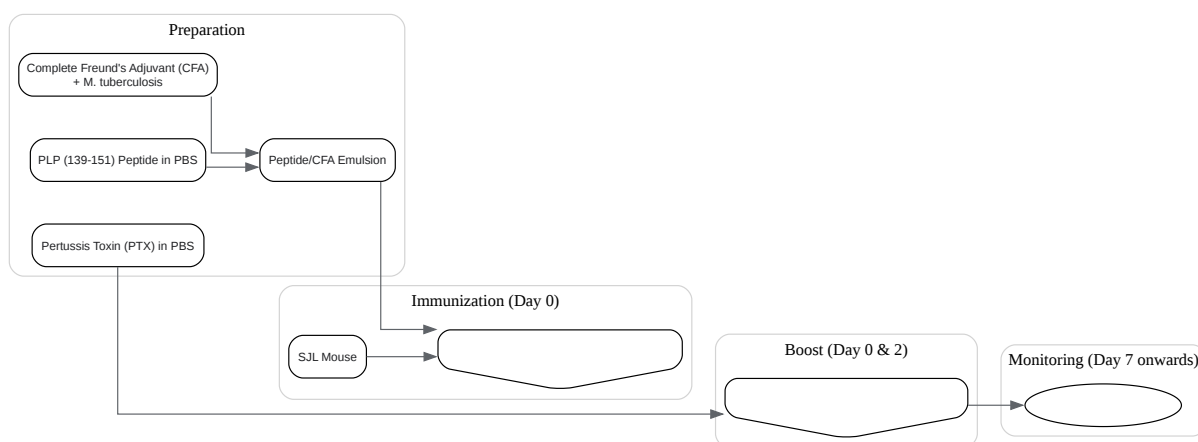 Preparation
Complete Freund's Adjuvant (CFA)
+ M. tuberculosis
PLP (139-151) Peptide in PBS
Peptide/CFA Emulsion
Pertussis Toxin (PTX) in PBS
Immunization (Day 0)
SJL Mouse
Boost (Day 0 & 2)
Monitoring (Day 7 onwards)